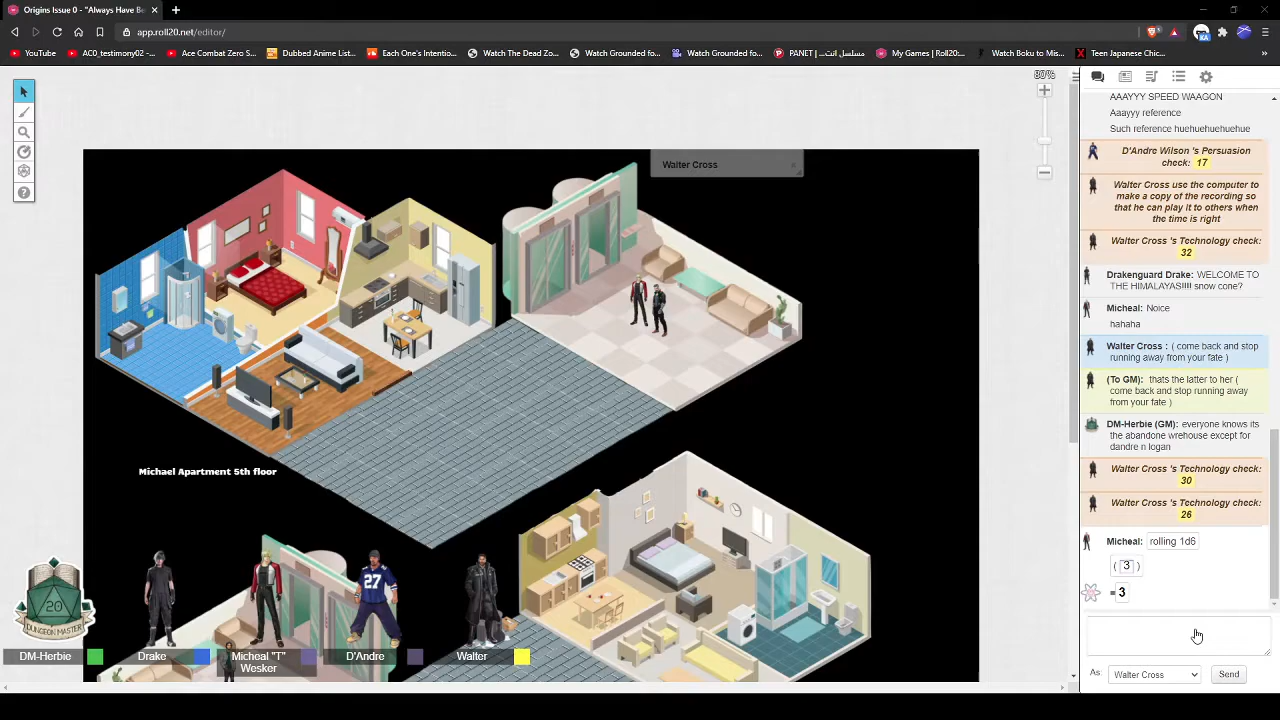 Origins Issue 0 - "Always Have Be
app.roll20.net/editor/
YouTube
AC0_testimony02 -...
Ace Combat Zero S...
Dubbed Anime List...
Each One's Intentio...
Watch The Dead Zo...
Watch Grounded fo...
Watch Grounded fo...
PANET | ...مسلسل انتت
My Games | Roll20:...
Watch Boku to Mis...
Teen Japanese Chic...
80%
Walter Cross
Michael Apartment 5th floor
27
20
DUNGEON MASTER
DM-Herbie
Drake
Micheal "T"
Wesker
D'Andre
Walter
AAAYYY SPEED WAAGON
Aaayyy reference
Such reference huehuehuehuehue
D'Andre Wilson 's Persuasion
check: 17
Walter Cross use the computer to
make a copy of the recording so
that he can play it to others when
the time is right
Walter Cross 's Technology check:
32
Drakenguard Drake: WELCOME TO
THE HIMALAYAS!!!! snow cone?
Micheal: Noice
hahaha
Walter Cross : ( come back and stop
running away from your fate )
(To GM): thats the latter to her (
come back and stop running away
from your fate )
DM-Herbie (GM): everyone knows its
the abandone wrehouse except for
dandre n logan
Walter Cross 's Technology check:
30
Walter Cross 's Technology check:
26
Micheal: rolling 1d6
( 3 )
= 3
As: Walter Cross
Send